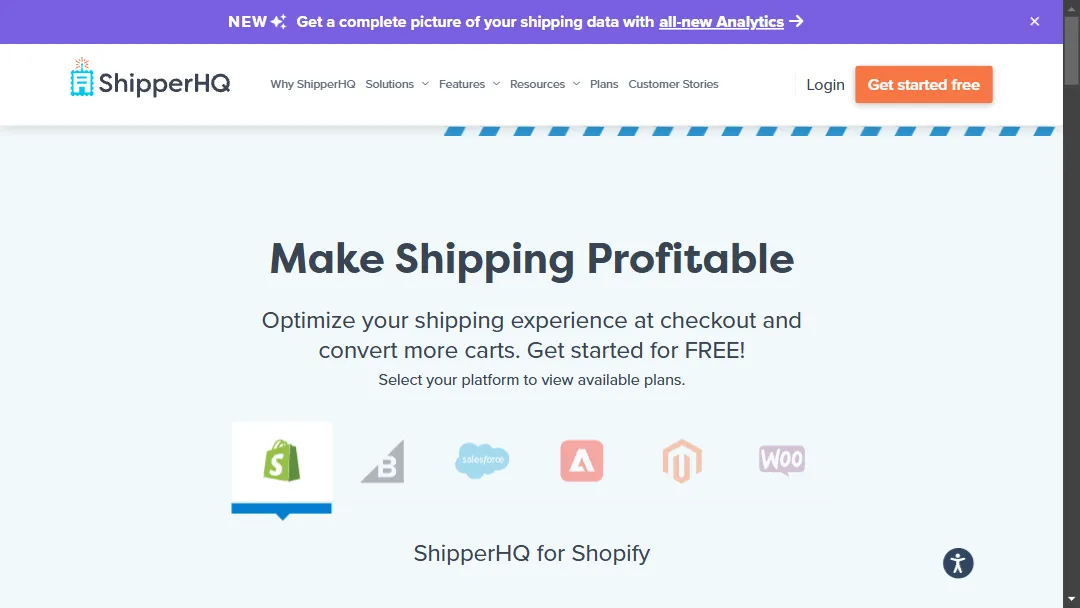 NEW Get a complete picture of your shipping data with all-new Analytics
ShipperHQ
Why ShipperHQ Solutions Features Resources Plans Customer Stories Login Get started free
Make Shipping Profitable
Optimize your shipping experience at checkout and
convert more carts. Get started for FREE!
Select your platform to view available plans.
S B salesforce WOO
ShipperHQ for Shopify